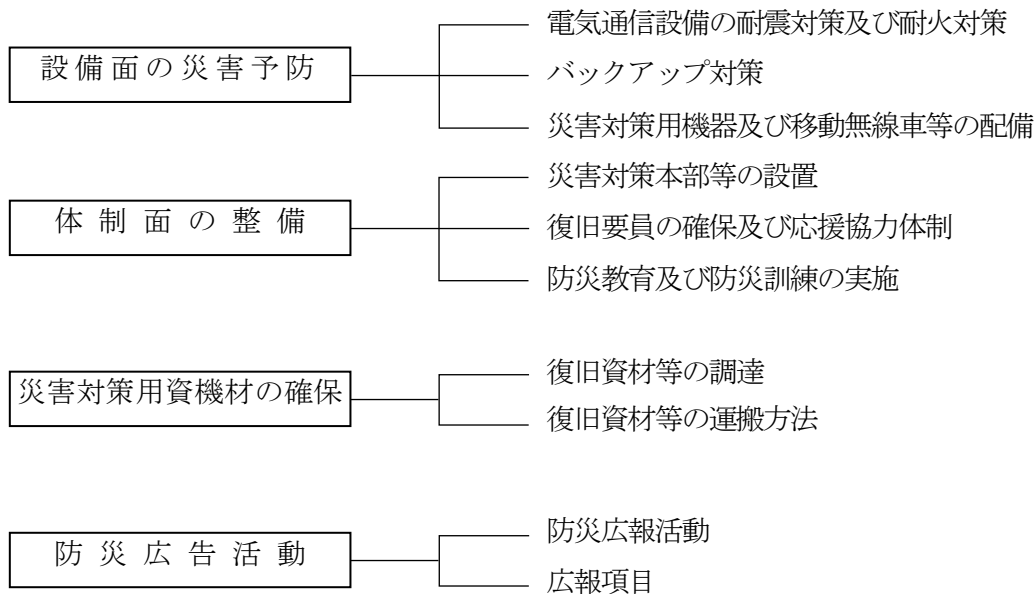 電気通信設備の耐震対策及び耐火対策
設備面の災害予防
バックアップ対策
災害対策用機器及び移動無線車等の配備
災害対策本部等の設置
体制面の整備
復旧要員の確保及び応援協力体制
防災教育及び防災訓練の実施
復旧資材等の調達
災害対策用資機材の確保
復旧資材等の運搬方法
防災広報活動
防災広告活動
広報項目